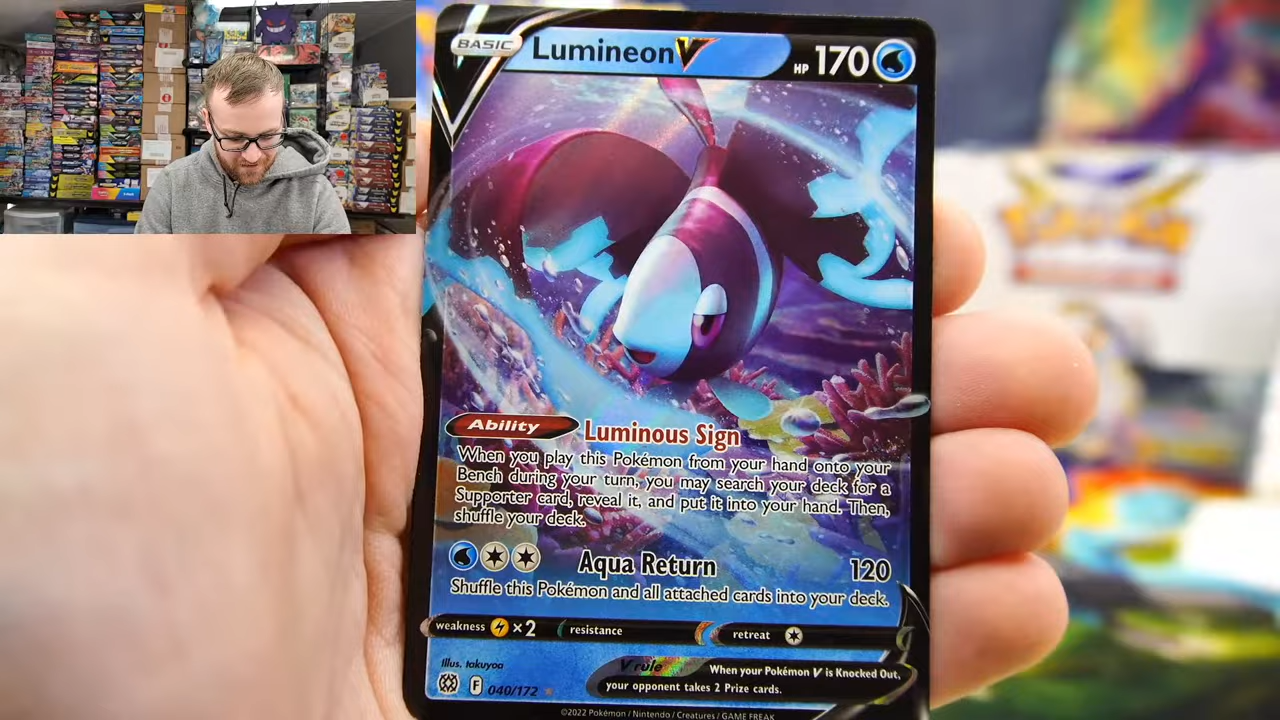 BASIC
Lumineon V
HP 170
Ability Luminous Sign
When you play this Pokémon from your hand onto your
Bench during your turn, you may search your deck for a
Supporter card, reveal it, and put it into your hand. Then,
shuffle your deck.
Aqua Return 120
Shuffle this Pokémon and all attached cards into your deck.
weakness ×2 resistance retreat
Illus. takuyoa
V rule When your Pokémon V is Knocked Out,
your opponent takes 2 Prize cards.
F 040/172
©2022 Pokémon / Nintendo / Creatures / GAME FREAK